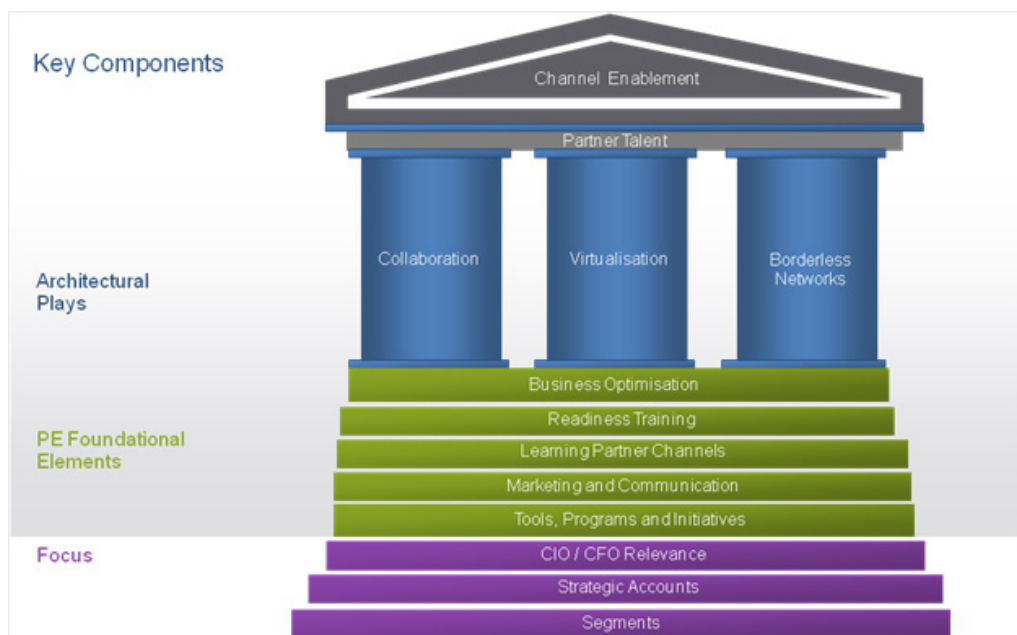 Key Components
Channel Enablement
Partner Talent
Collaboration
Virtualisation
Borderless
Networks
Architectural
Plays
Business Optimisation
Readiness Training
Learning Partner Channels
Marketing and Communication
Tools, Programs and Initiatives
PE Foundational
Elements
Focus
CIO / CFO Relevance
Strategic Accounts
Segments